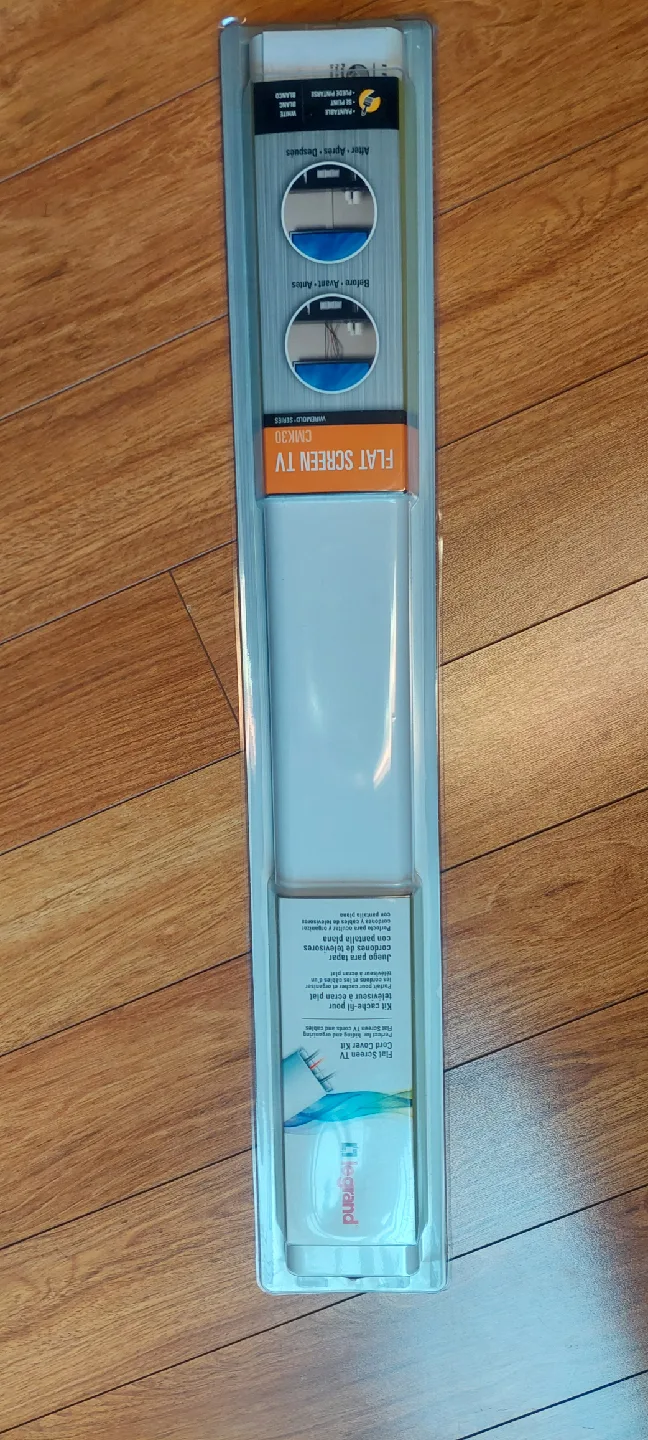 legrand
Flat Screen TV
Cord Cover Kit
Perfect for hiding and organizing
Flat Screen TV cords and cables
Kit cache-fil pour
téléviseur à écran plat
Parfait pour cacher et organiser
les cordons et les câbles d'un
téléviseur à écran plat
Juego para tapar
cordones de televisores
con pantalla plana
Perfecto para ocultar y organizar
cordones y cables de televisores
con pantalla plana
FLAT SCREEN TV
CMK30
WIREMOLD® SERIES
Before • Avant • Antes
After • Après • Después
• PAINTABLE
• SE PEINT
• PUEDE PINTARSE
WHITE
BLANC
BLANCO